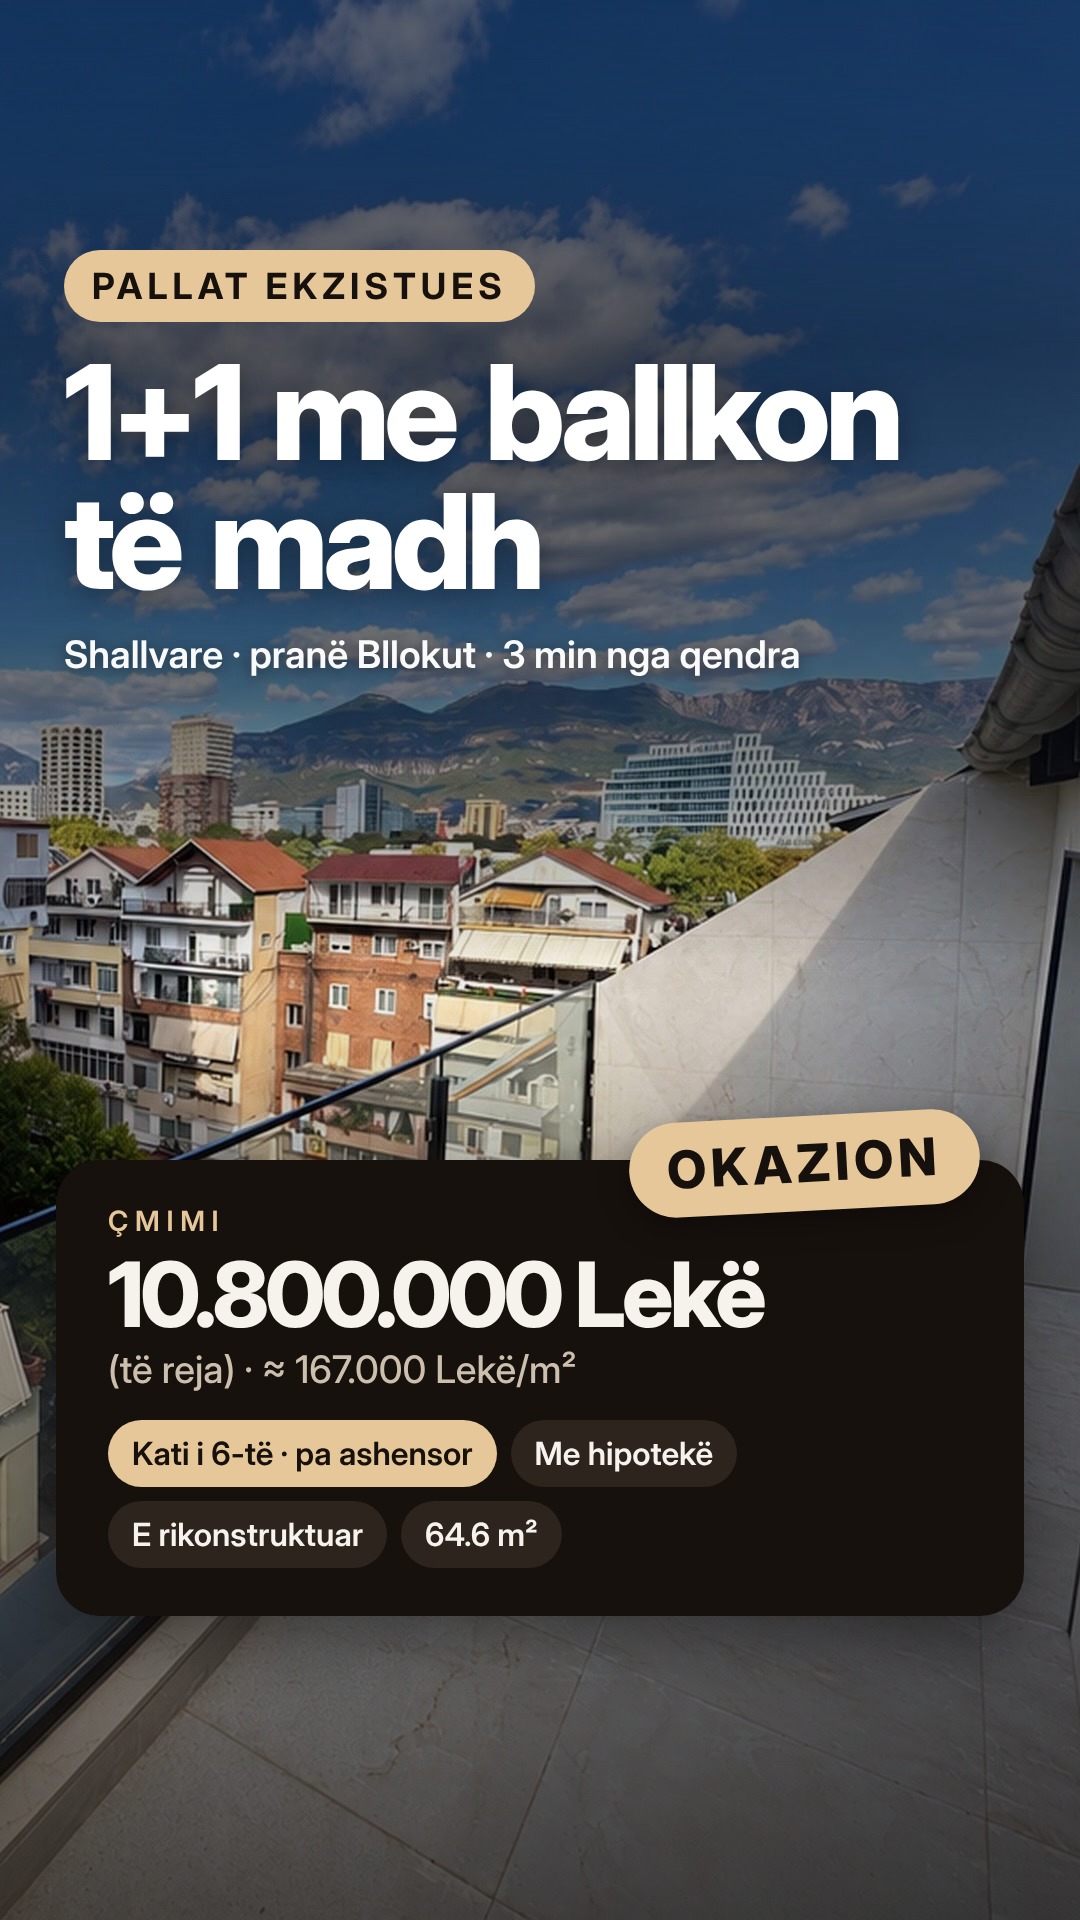 PALLAT EKZISTUES
1+1 me ballkon
të madh
Shallvare · pranë Bllokut · 3 min nga qendra
OKAZION
ÇMIMI
10.800.000 Lekë
(të reja) · ≈ 167.000 Lekë/m²
Kati i 6-të · pa ashensor
Me hipotekë
E rikonstruktuar
64.6 m²